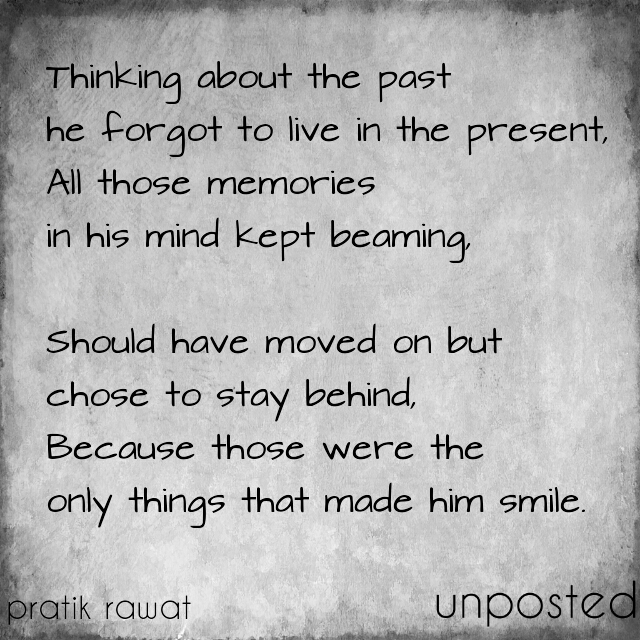 Thinking about the past
he forgot to live in the present,
All those memories
in his mind kept beaming,
Should have moved on but
chose to stay behind,
Because those were the
only things that made him smile.
pratik rawat
unposted